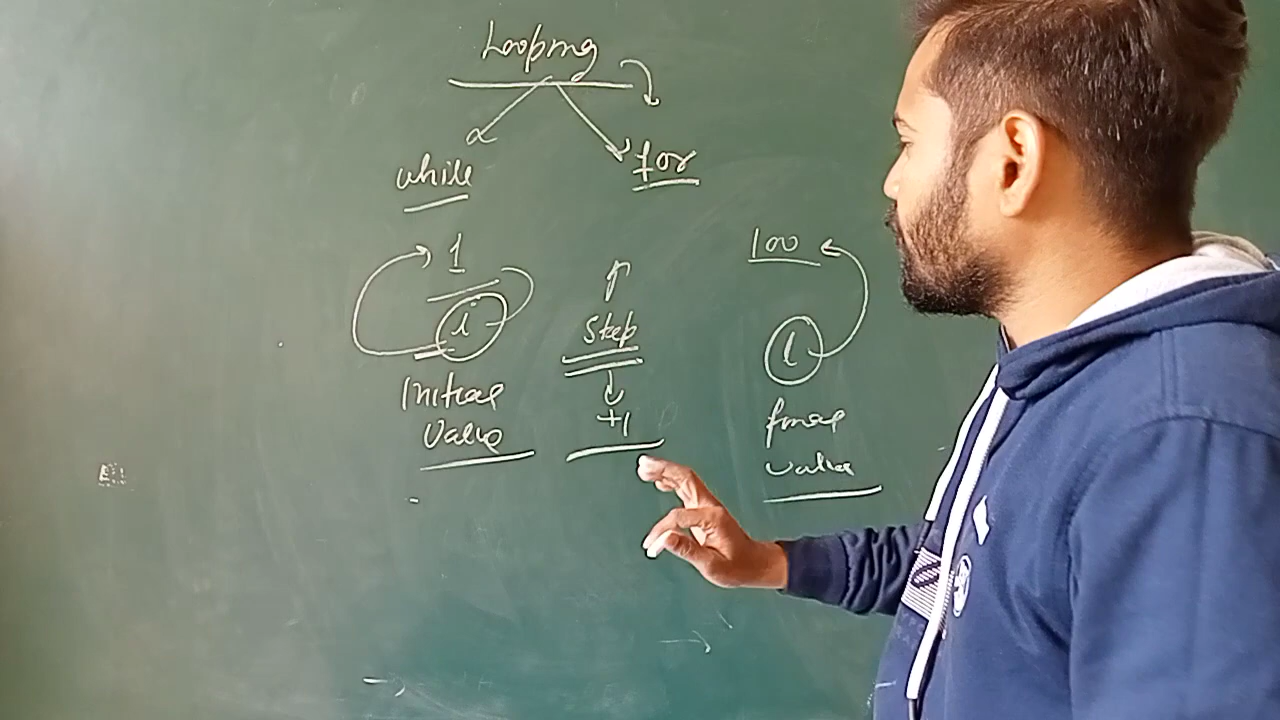 Looping
while for
1 100
i Step i
Initial
Value
+1
final
value